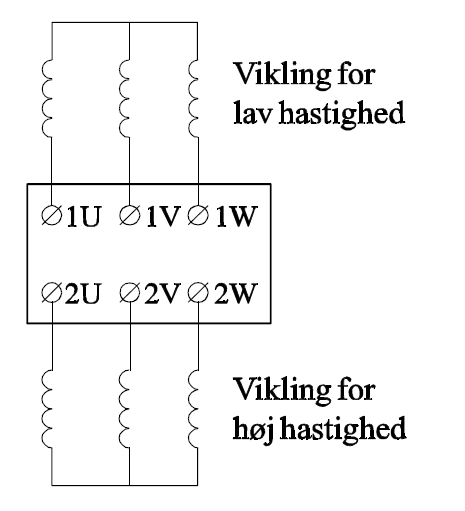 Vikling for
lav hastighed
1U 1V 1W
2U 2V 2W
Vikling for
høj hastighed